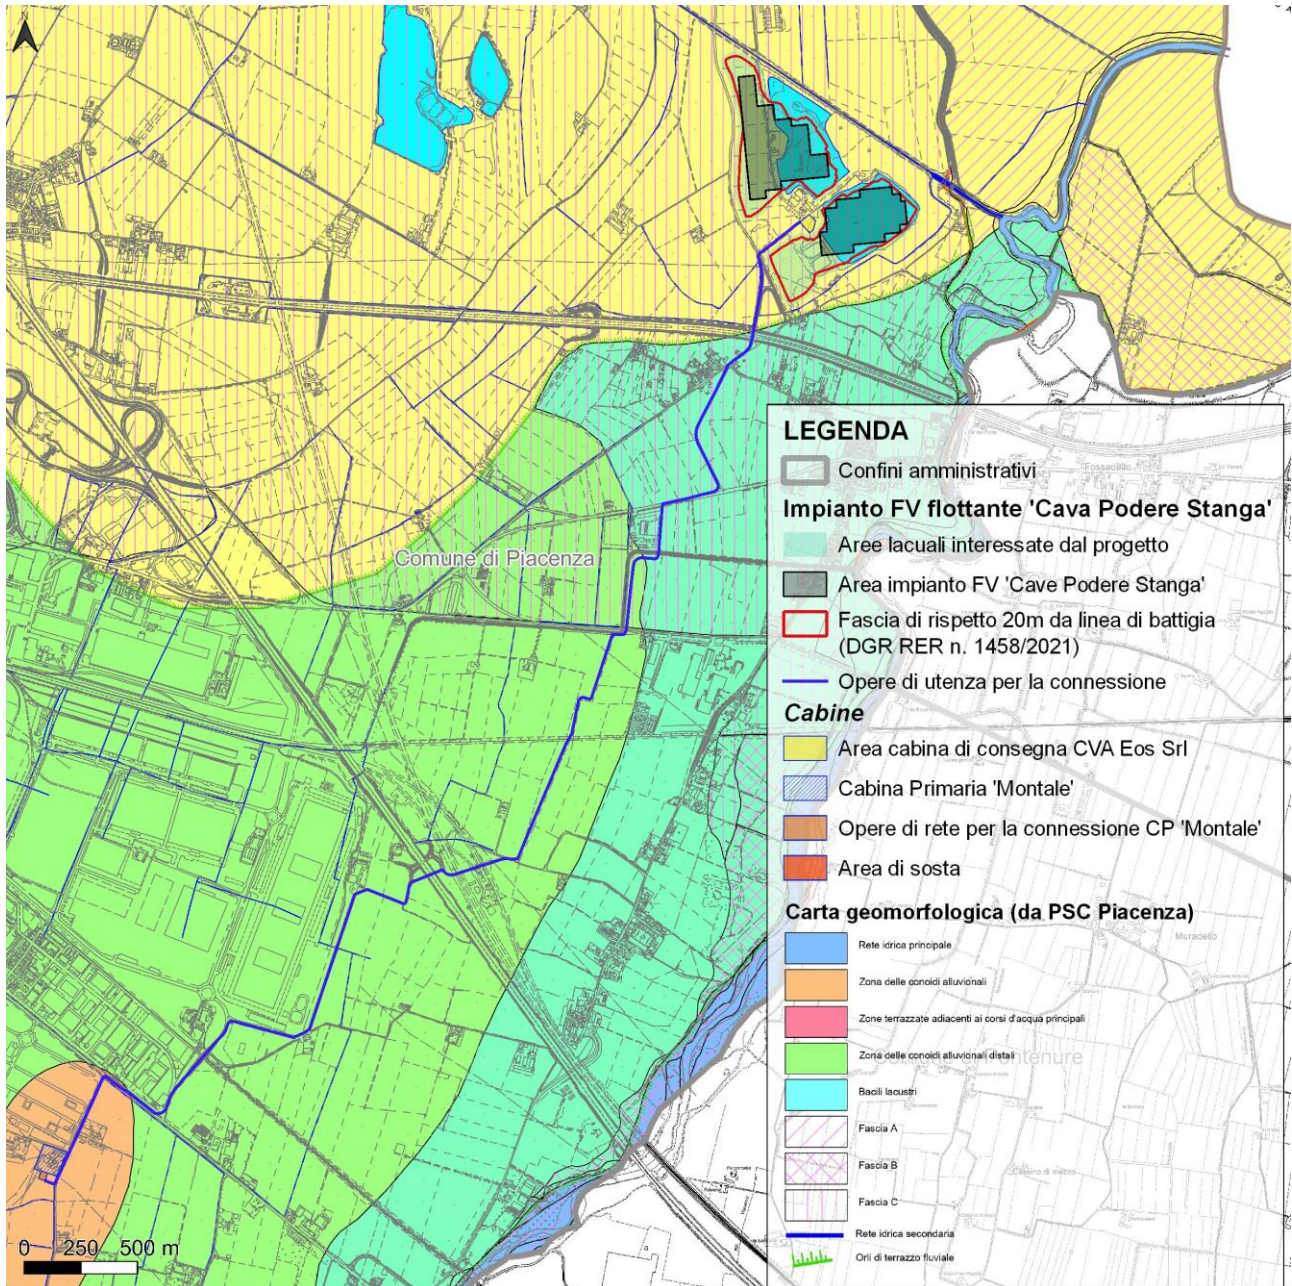 Comune di Piacenza
LEGENDA
Confini amministrativi
Impianto FV flottante 'Cava Podere Stanga'
Aree lacuali interessate dal progetto
Area impianto FV 'Cave Podere Stanga'
Fascia di rispetto 20m da linea di battigia
(DGR RER n. 1458/2021)
Opere di utenza per la connessione
Cabine
Area cabina di consegna CVA Eos Srl
Cabina Primaria 'Montale'
Opere di rete per la connessione CP 'Montale'
Area di sosta
Carta geomorfologica (da PSC Piacenza)
Rete idrica principale
Zona delle conoidi alluvionali
Zone terrazzate adiacenti ai corsi d'acqua principali
Zona delle conoidi alluvionali distali
Bacili lacustri
Fascia A
Fascia B
Fascia C
Rete idrica secondaria
Orli di terrazzo fluviale
Fossadello
Muradello
0 250 500 m